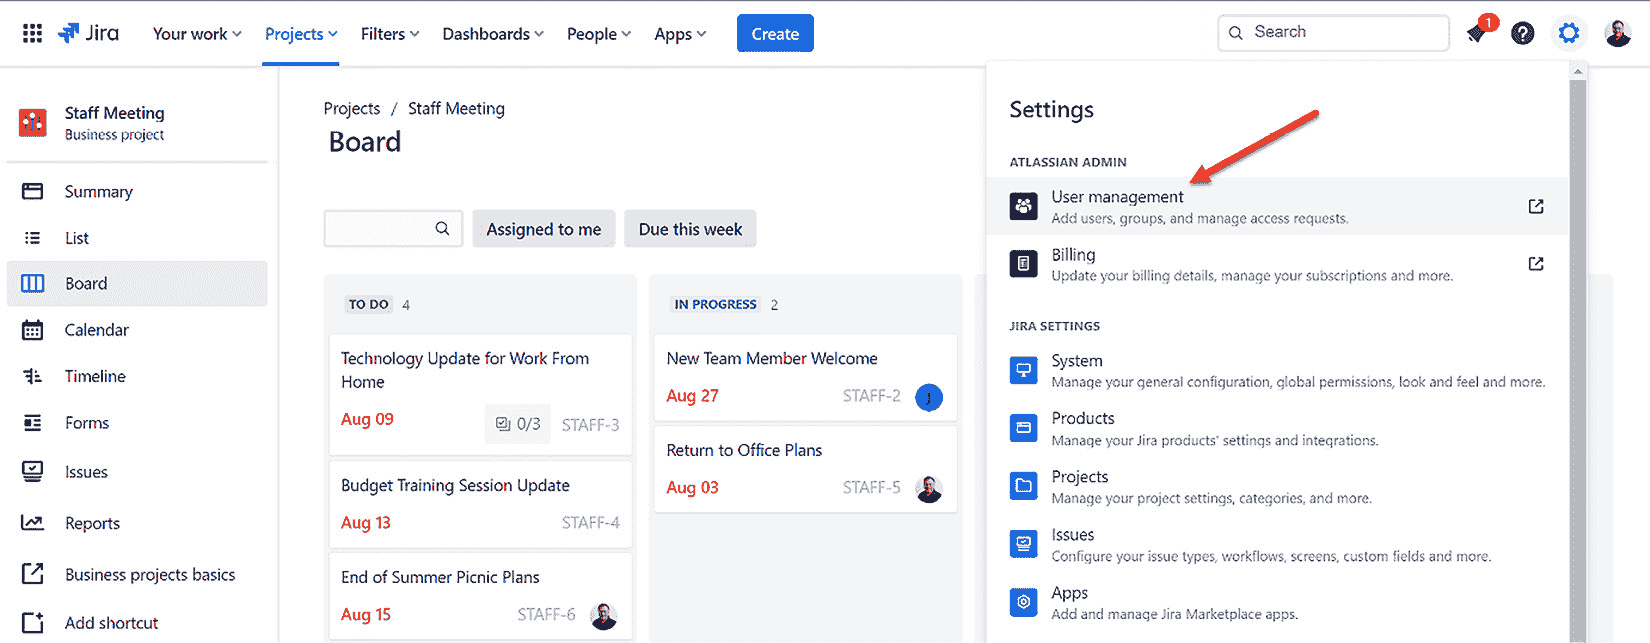 Jira
Your work
Projects
Filters
Dashboards
People
Apps
Create
Search
1
Staff Meeting
Business project
Summary
List
Board
Calendar
Timeline
Forms
Issues
Reports
Business projects basics
Add shortcut
Projects / Staff Meeting
Board
Assigned to me
Due this week
TO DO 4
Technology Update for Work From
Home
Aug 09
0/3
STAFF-3
Budget Training Session Update
Aug 13
STAFF-4
End of Summer Picnic Plans
Aug 15
STAFF-6
IN PROGRESS 2
New Team Member Welcome
Aug 27
STAFF-2
J
Return to Office Plans
Aug 03
STAFF-5
Settings
ATLASSIAN ADMIN
User management
Add users, groups, and manage access requests.
Billing
Update your billing details, manage your subscriptions and more.
JIRA SETTINGS
System
Manage your general configuration, global permissions, look and feel and more.
Products
Manage your Jira products' settings and integrations.
Projects
Manage your project settings, categories, and more.
Issues
Configure your issue types, workflows, screens, custom fields and more.
Apps
Add and manage Jira Marketplace apps.